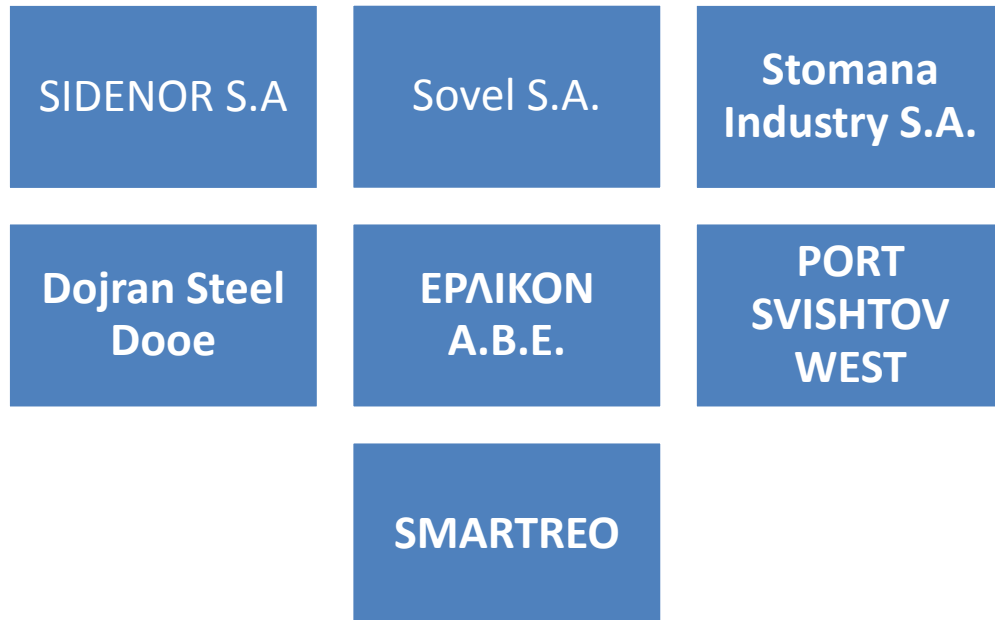 SIDENOR S.A
Sovel S.A.
Stomana
Industry S.A.
Dojran Steel
Dooe
ΕΡΛΙΚΟΝ
Α.Β.Ε.
PORT
SVISHTOV
WEST
SMARTREO